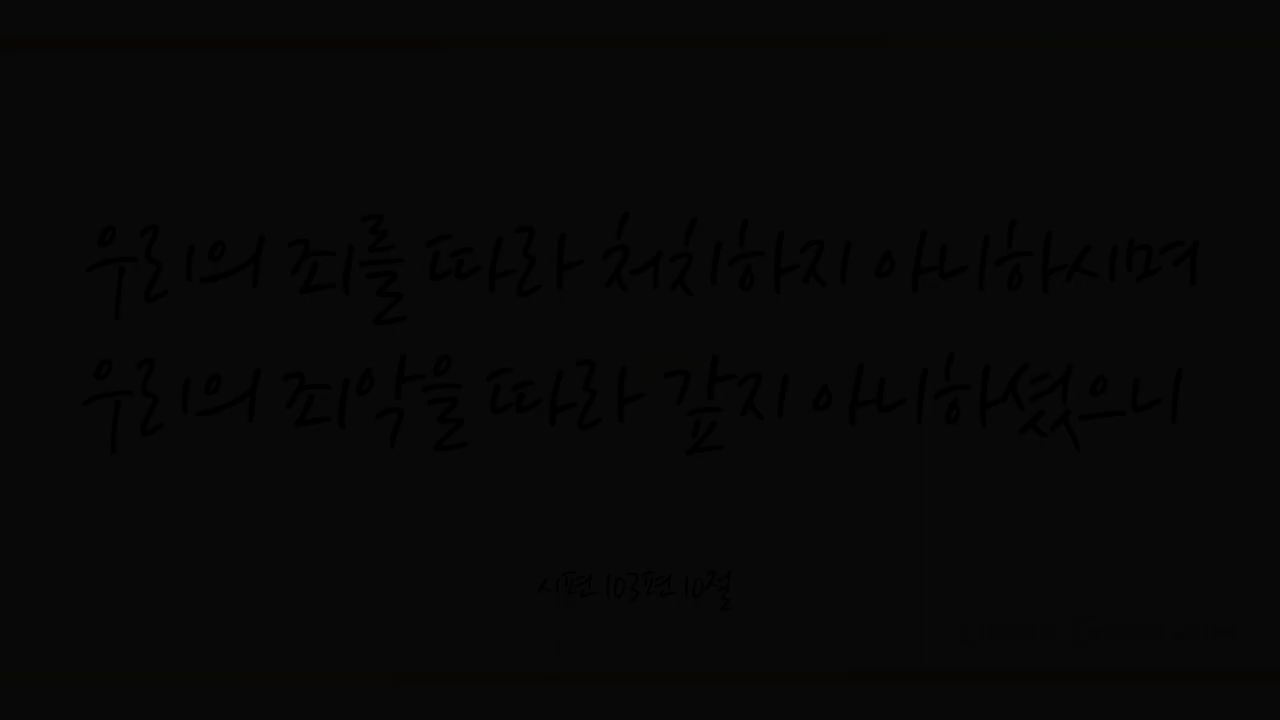 우리의 죄를 따라 처치하지 아니하시며
우리의 죄악을 따라 갚지 아니하셨으니
시편 103편 10절